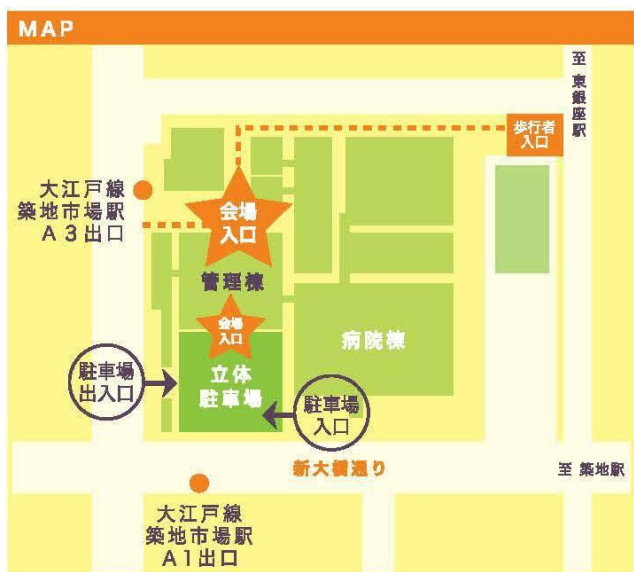 MAP
至
東銀座駅
歩行者
入口
大江戸線
築地市場駅
A3出口
会場
入口
管理棟
会場
入口
病院棟
駐車場
出入口
立体
駐車場
駐車場
入口
新大橋通り
至 築地駅
大江戸線
築地市場駅
A1出口